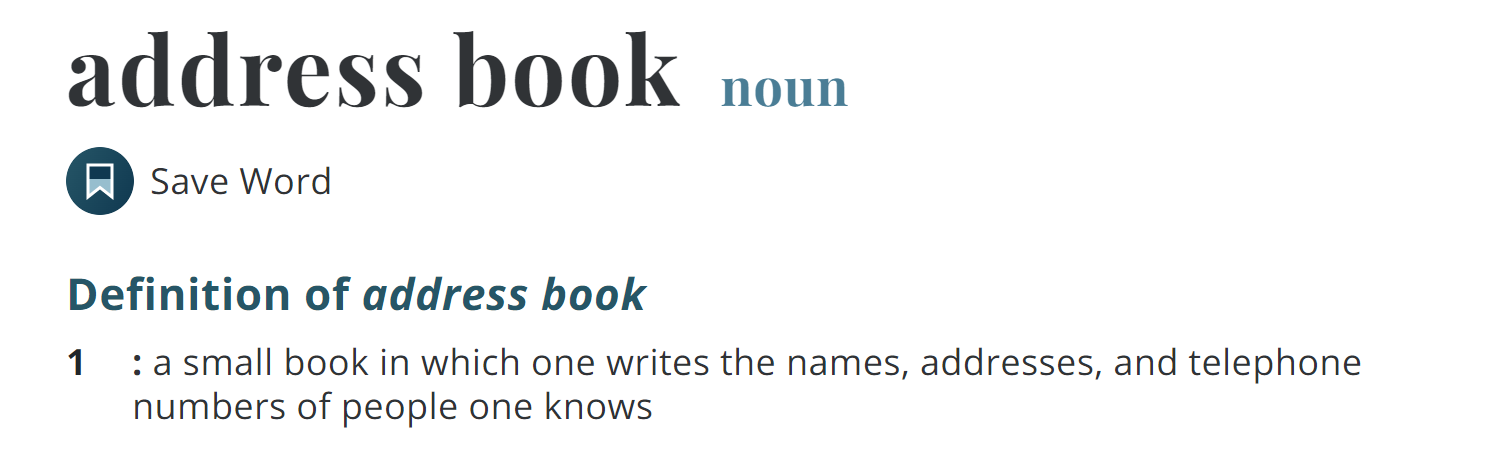 address book noun
Save Word
Definition of address book
1 : a small book in which one writes the names, addresses, and telephone
numbers of people one knows